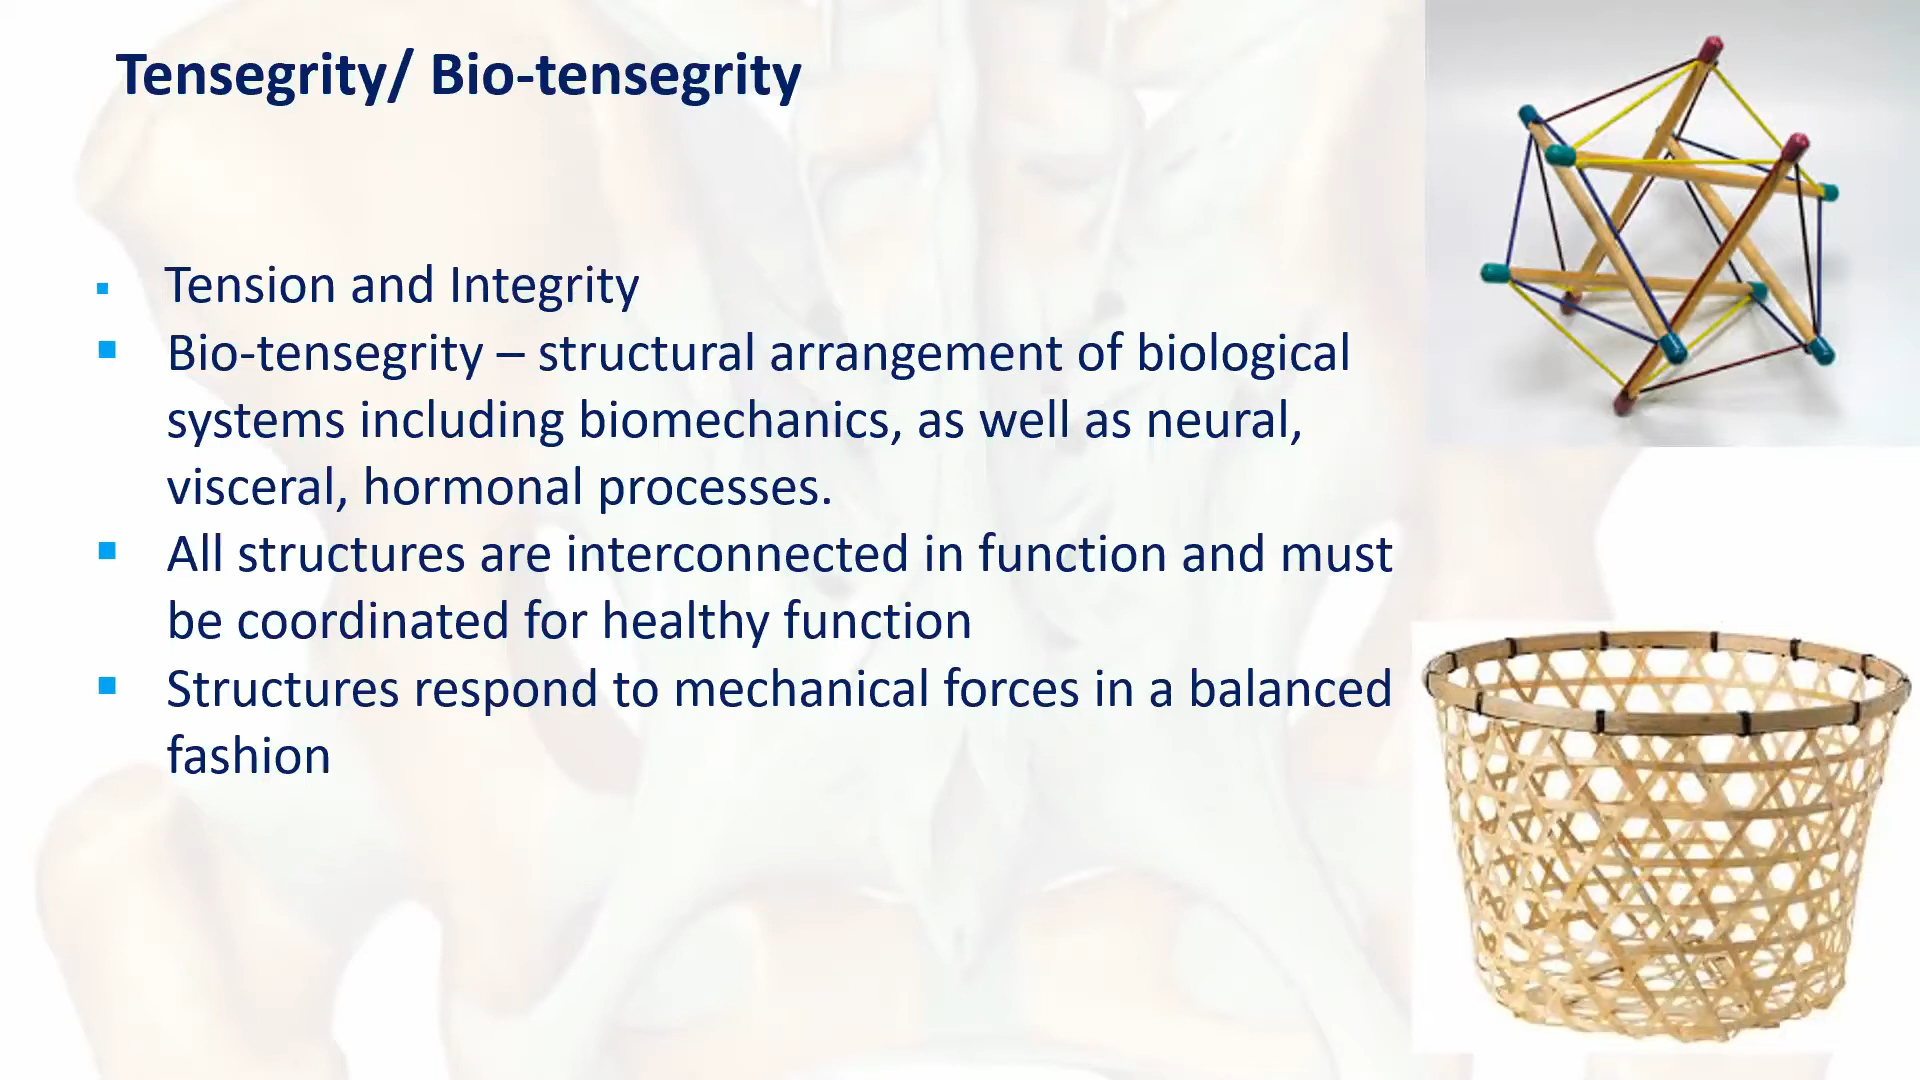 Tensegrity/ Bio-tensegrity
▪ Tension and Integrity
▪ Bio-tensegrity – structural arrangement of biological
systems including biomechanics, as well as neural,
visceral, hormonal processes.
▪ All structures are interconnected in function and must
be coordinated for healthy function
▪ Structures respond to mechanical forces in a balanced
fashion